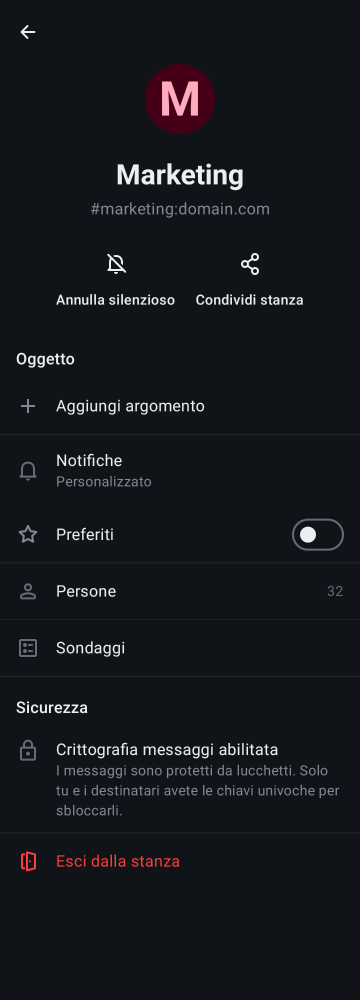 M
Marketing
#marketing:domain.com
Annulla silenzioso
Condividi stanza
Oggetto
Aggiungi argomento
Notifiche
Personalizzato
Preferiti
Persone
32
Sondaggi
Sicurezza
Crittografia messaggi abilitata
I messaggi sono protetti da lucchetti. Solo
tu e i destinatari avete le chiavi univoche per
sbloccarli.
Esci dalla stanza